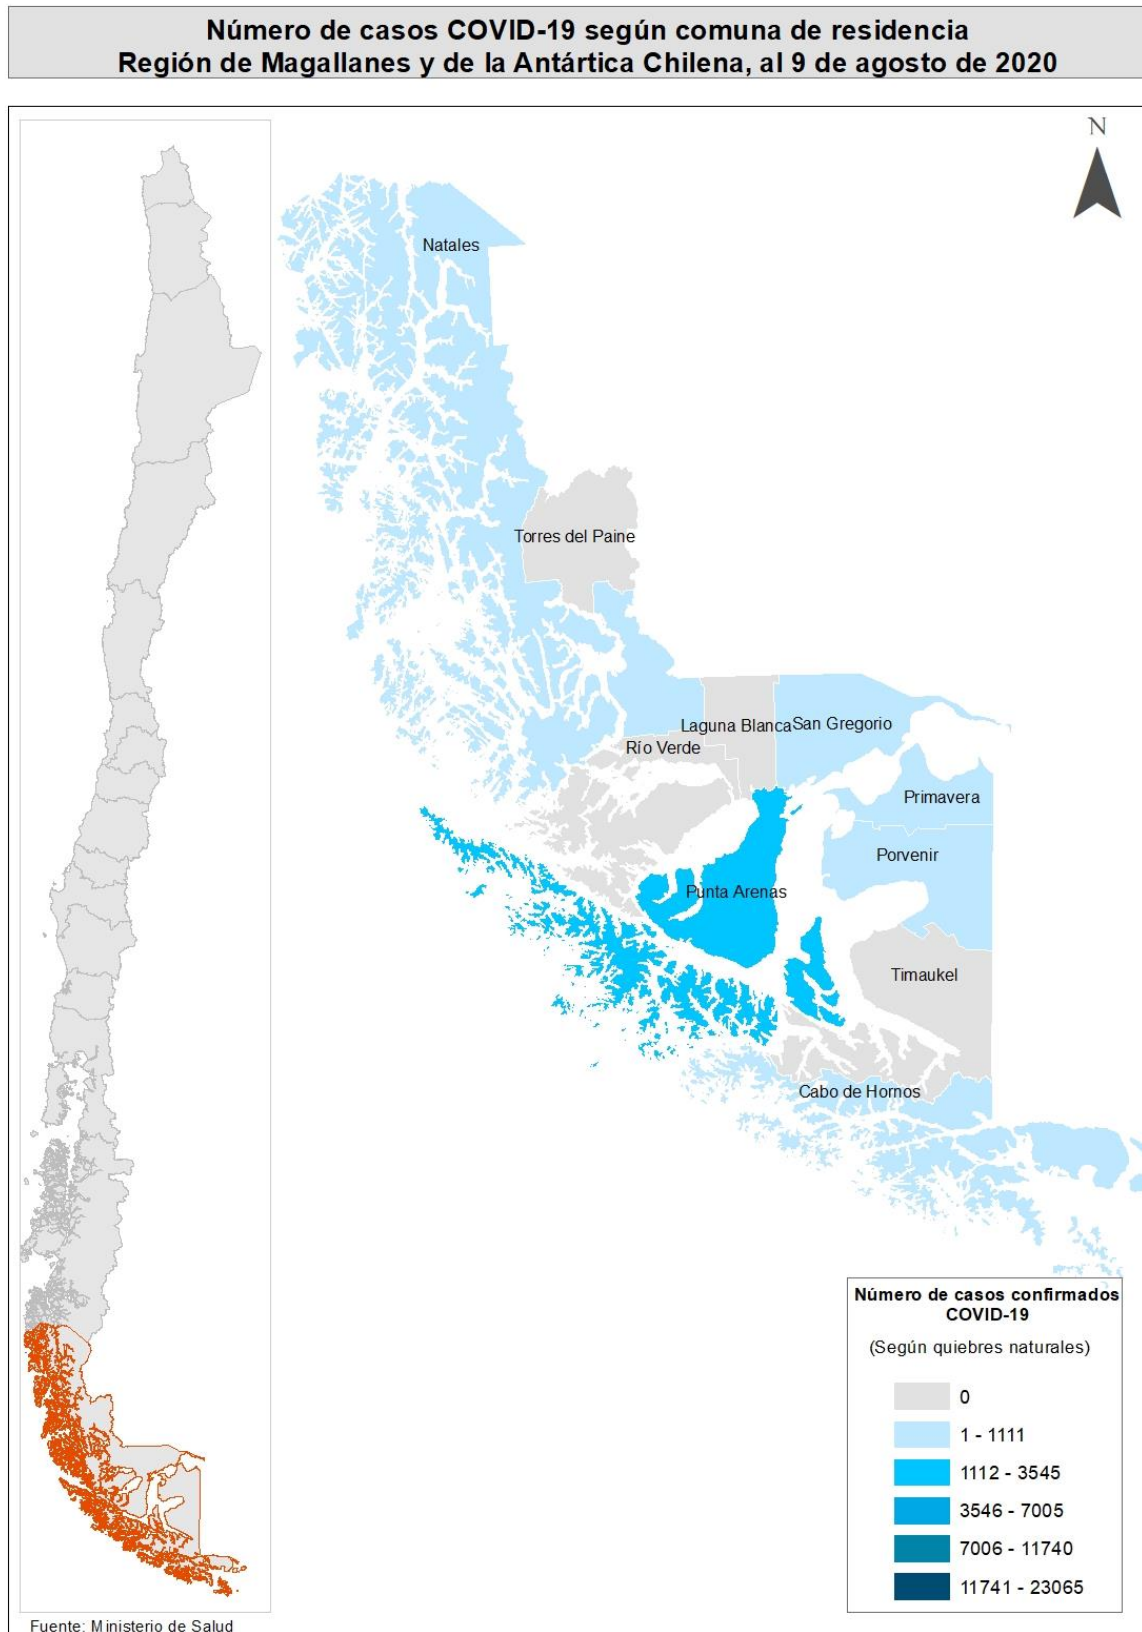 Número de casos COVID-19 según comuna de residencia
Región de Magallanes y de la Antártica Chilena, al 9 de agosto de 2020
N
Natales
Torres del Paine
Laguna Blanca
San Gregorio
Río Verde
Primavera
Porvenir
Punta Arenas
Timaukel
Cabo de Hornos
Número de casos confirmados
COVID-19
(Según quiebres naturales)
0
1 - 1111
1112 - 3545
3546 - 7005
7006 - 11740
11741 - 23065
Fuente: Ministerio de Salud